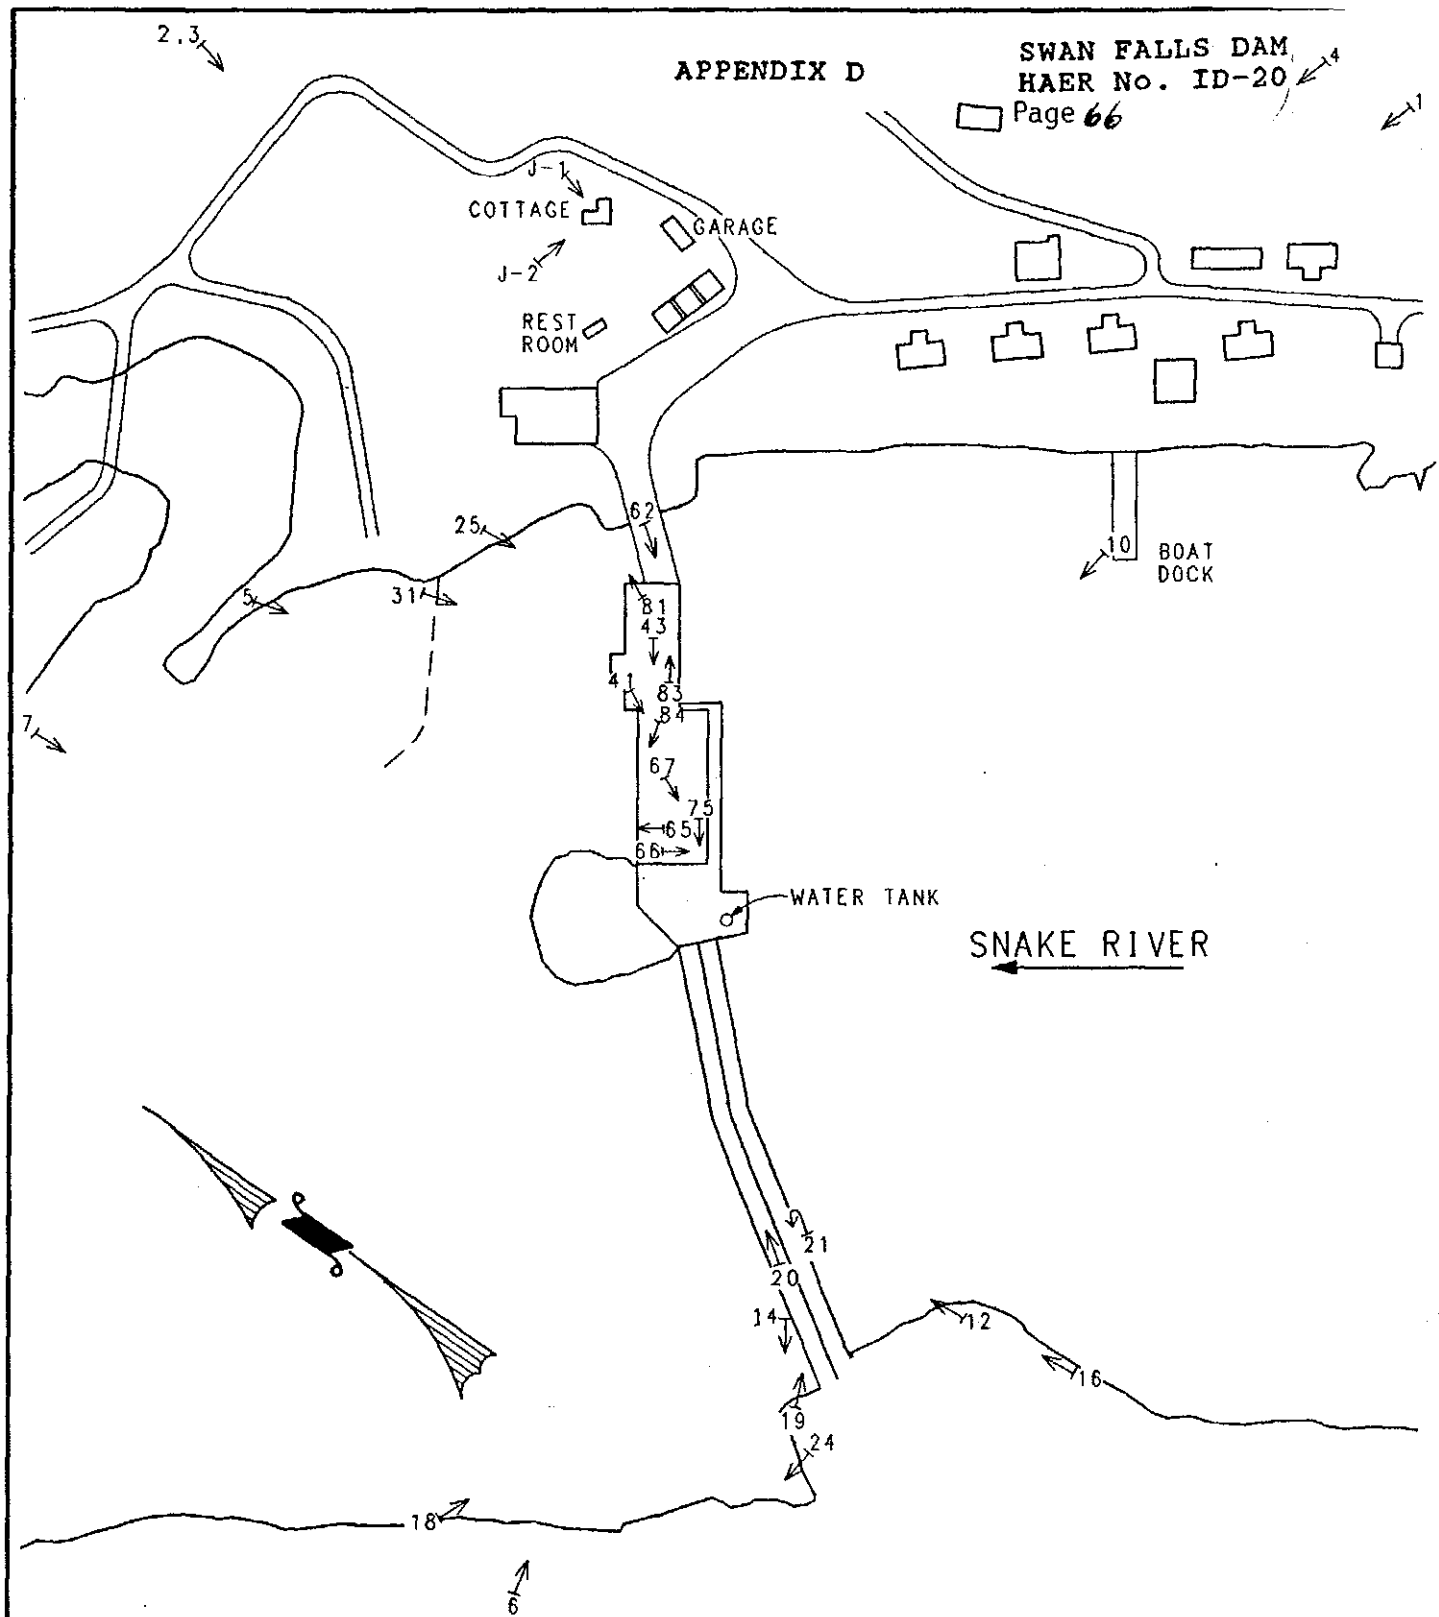 2,3
APPENDIX D
SWAN FALLS DAM
HAER No. ID-20
Page 66
4
1
J-1
COTTAGE
GARAGE
J-2
REST
ROOM
62
25
10
BOAT
DOCK
5
31
81
43
41
83
84
7
67
75
65
66
WATER TANK
SNAKE RIVER
21
20
14
12
16
19
24
18
6